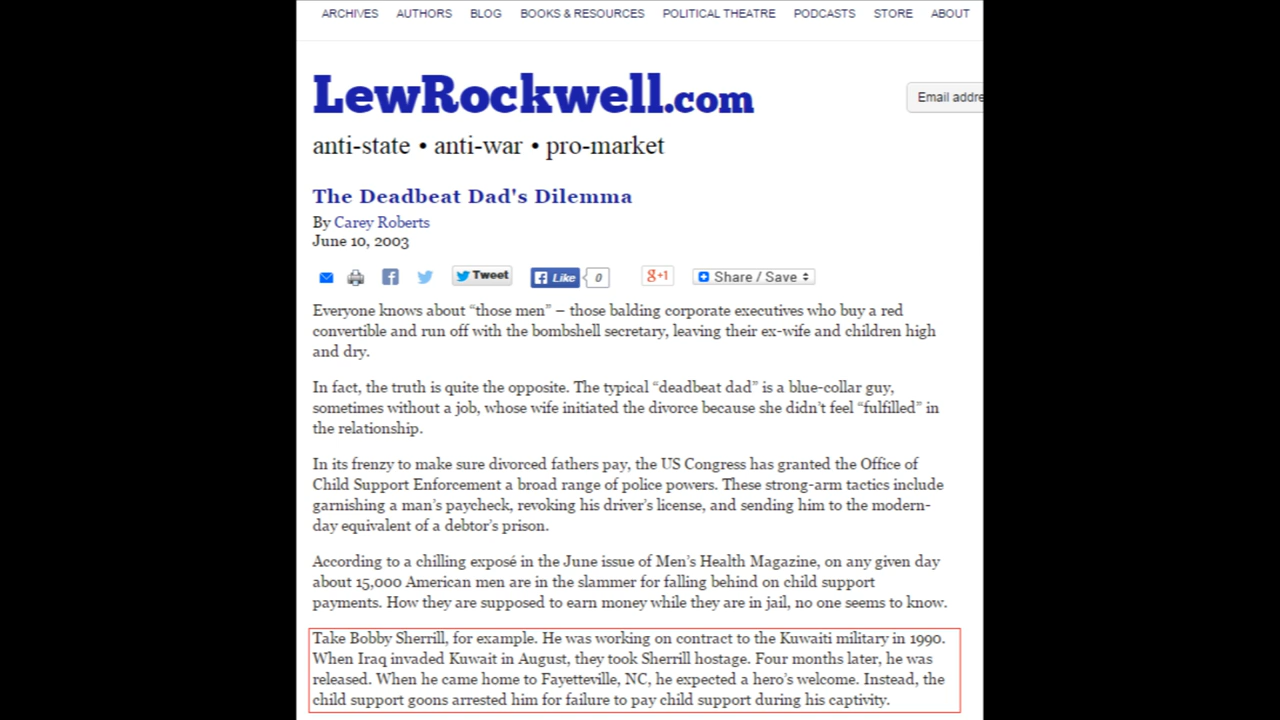 ARCHIVES AUTHORS BLOG BOOKS & RESOURCES POLITICAL THEATRE PODCASTS STORE ABOUT
LewRockwell.com
Email addre
anti-state • anti-war • pro-market
The Deadbeat Dad's Dilemma
By Carey Roberts
June 10, 2003
Tweet Like 0 g+1 Share / Save
Everyone knows about “those men” – those balding corporate executives who buy a red
convertible and run off with the bombshell secretary, leaving their ex-wife and children high
and dry.
In fact, the truth is quite the opposite. The typical “deadbeat dad” is a blue-collar guy,
sometimes without a job, whose wife initiated the divorce because she didn’t feel “fulfilled” in
the relationship.
In its frenzy to make sure divorced fathers pay, the US Congress has granted the Office of
Child Support Enforcement a broad range of police powers. These strong-arm tactics include
garnishing a man’s paycheck, revoking his driver’s license, and sending him to the modern-
day equivalent of a debtor’s prison.
According to a chilling exposé in the June issue of Men’s Health Magazine, on any given day
about 15,000 American men are in the slammer for falling behind on child support
payments. How they are supposed to earn money while they are in jail, no one seems to know.
Take Bobby Sherrill, for example. He was working on contract to the Kuwaiti military in 1990.
When Iraq invaded Kuwait in August, they took Sherrill hostage. Four months later, he was
released. When he came home to Fayetteville, NC, he expected a hero’s welcome. Instead, the
child support goons arrested him for failure to pay child support during his captivity.